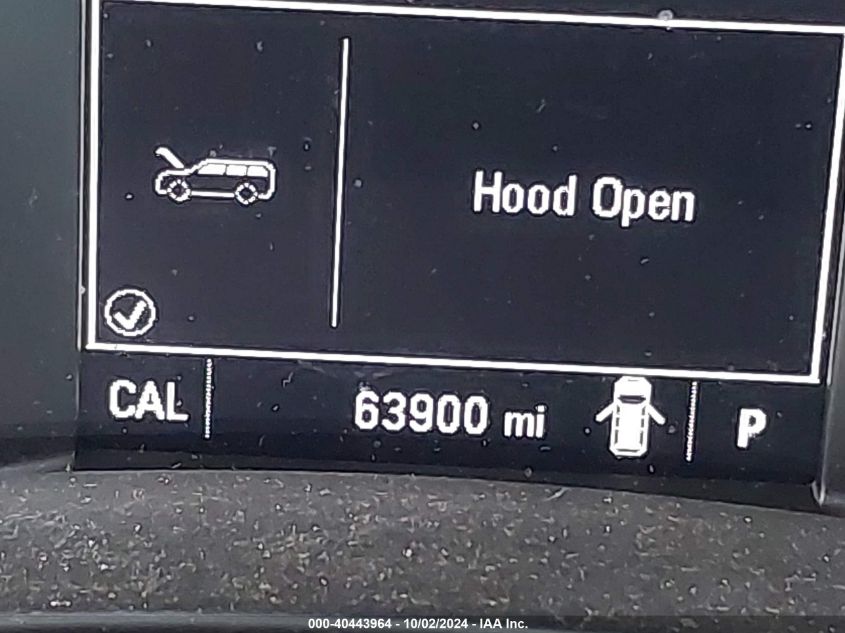 Hood Open
CAL
63900 mi
P
000-40443964 - 10/02/2024 - IAA Inc.